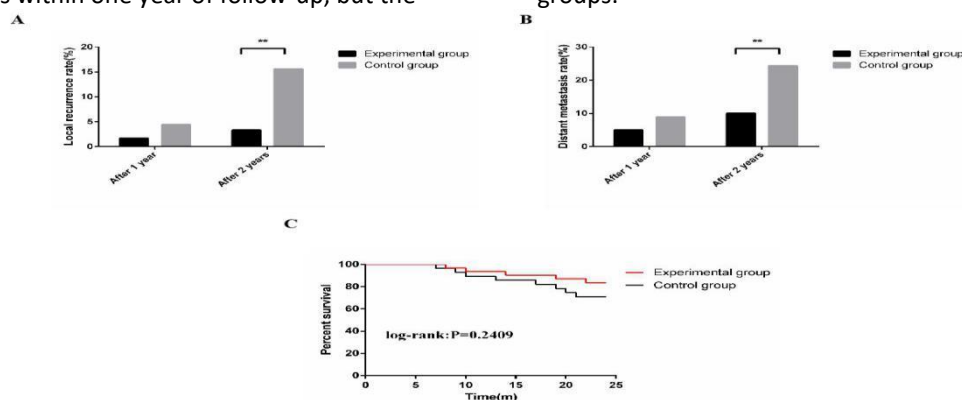 s within one year of follow-up, but the
groups.
A
Local recurrence rate(%)
20
15
10
5
0
After 1 year
After 2 years
**
Experimental group
Control group
B
Distant metastasis rate(%)
30
20
10
0
After 1 year
After 2 years
**
Experimental group
Control group
C
Percent survival
100
80
60
40
20
0
log-rank:P=0.2409
0
5
10
15
20
25
Time(m)
Experimental group
Control group